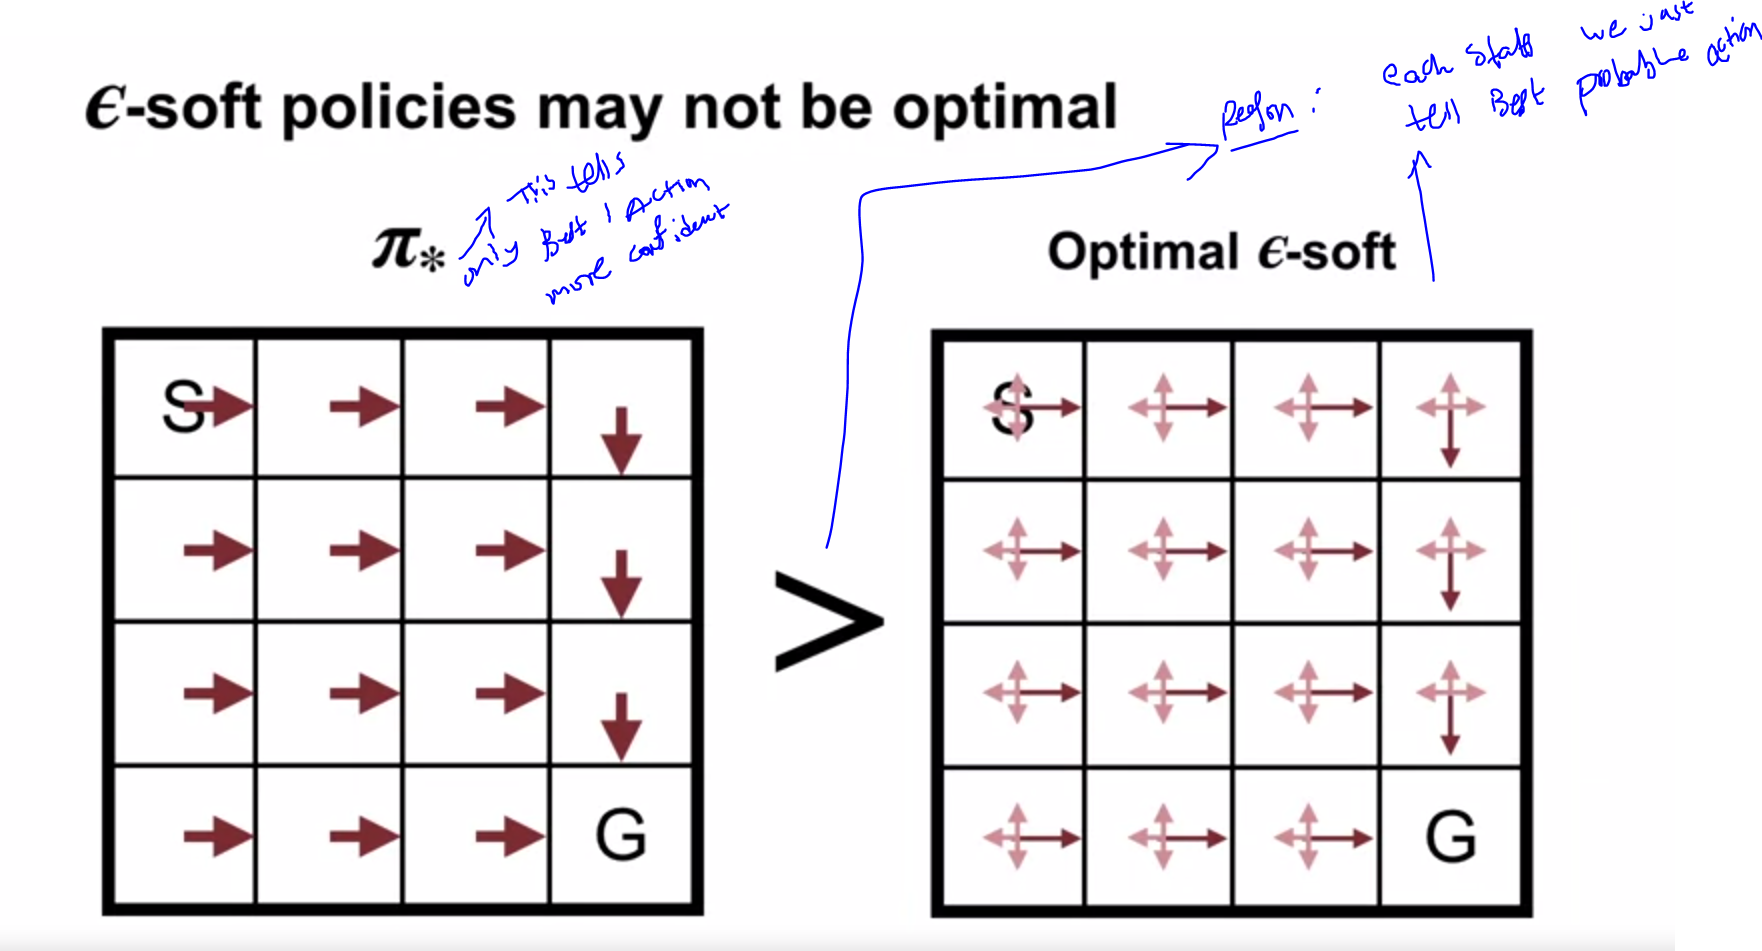 ϵ-soft policies may not be optimal
Reason :
each state we just
tell Best probable action
π*
This tells
only Best 1 Action
more confident
Optimal ϵ-soft
S
G
>
S
G